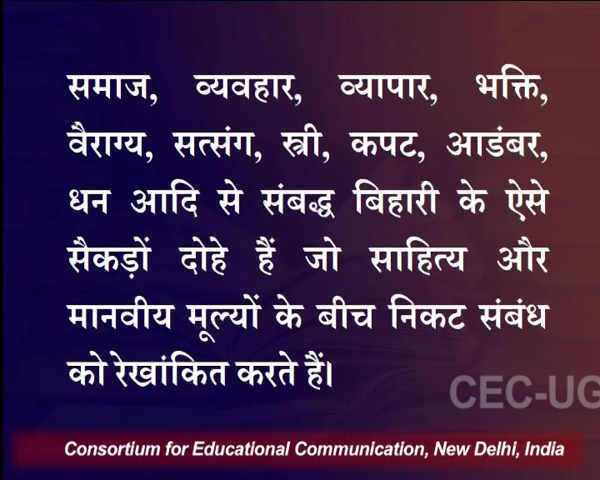 समाज, व्यवहार, व्यापार, भक्ति,
वैराग्य, सत्संग, स्त्री, कपट, आडंबर,
धन आदि से संबद्ध बिहारी के ऐसे
सैकड़ों दोहे हैं जो साहित्य और
मानवीय मूल्यों के बीच निकट संबंध
को रेखांकित करते हैं।
CEC-UG
Consortium for Educational Communication, New Delhi, India